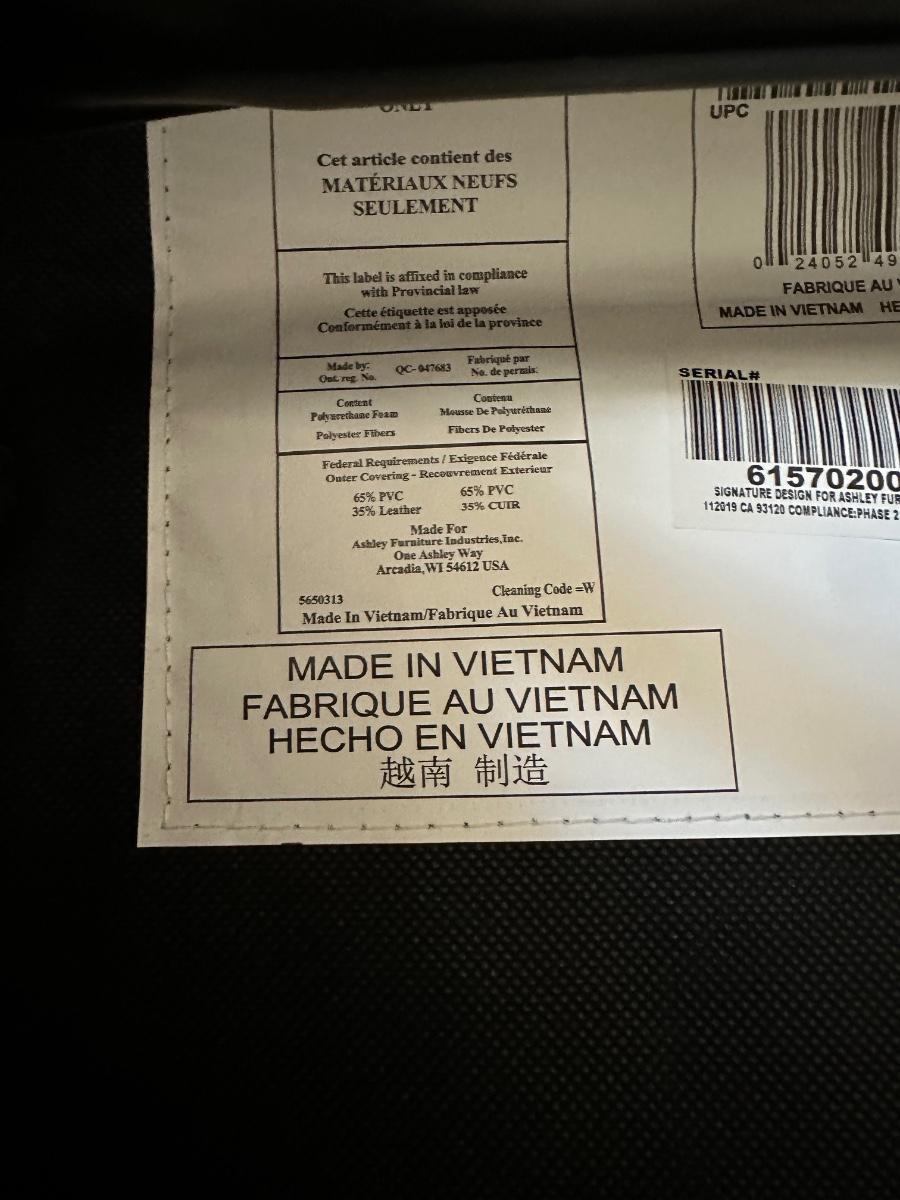 ONLY
Cet article contient des
MATÉRIAUX NEUFS
SEULEMENT
This label is affixed in compliance
with Provincial law
Cette étiquette est apposée
Conformément à la loi de la province
Made by: Fabriqué par
Ont. reg. No. QC-047683 No. de permis:
Content Contenu
Polyurethane Foam Mousse De Polyuréthane
Polyester Fibers Fibers De Polyester
Federal Requirements / Exigence Fédérale
Outer Covering - Recouvrement Exterieur
65% PVC 65% PVC
35% Leather 35% CUIR
Made For
Ashley Furniture Industries,Inc.
One Ashley Way
Arcadia,WI 54612 USA
Cleaning Code =W
5650313
Made In Vietnam/Fabrique Au Vietnam
MADE IN VIETNAM
FABRIQUE AU VIETNAM
HECHO EN VIETNAM
越南 制造
UPC
0 24052 49
FABRIQUE AU V
MADE IN VIETNAM HE
SERIAL#
61570200
SIGNATURE DESIGN FOR ASHLEY FUR
112019 CA 93120 COMPLIANCE:PHASE 2